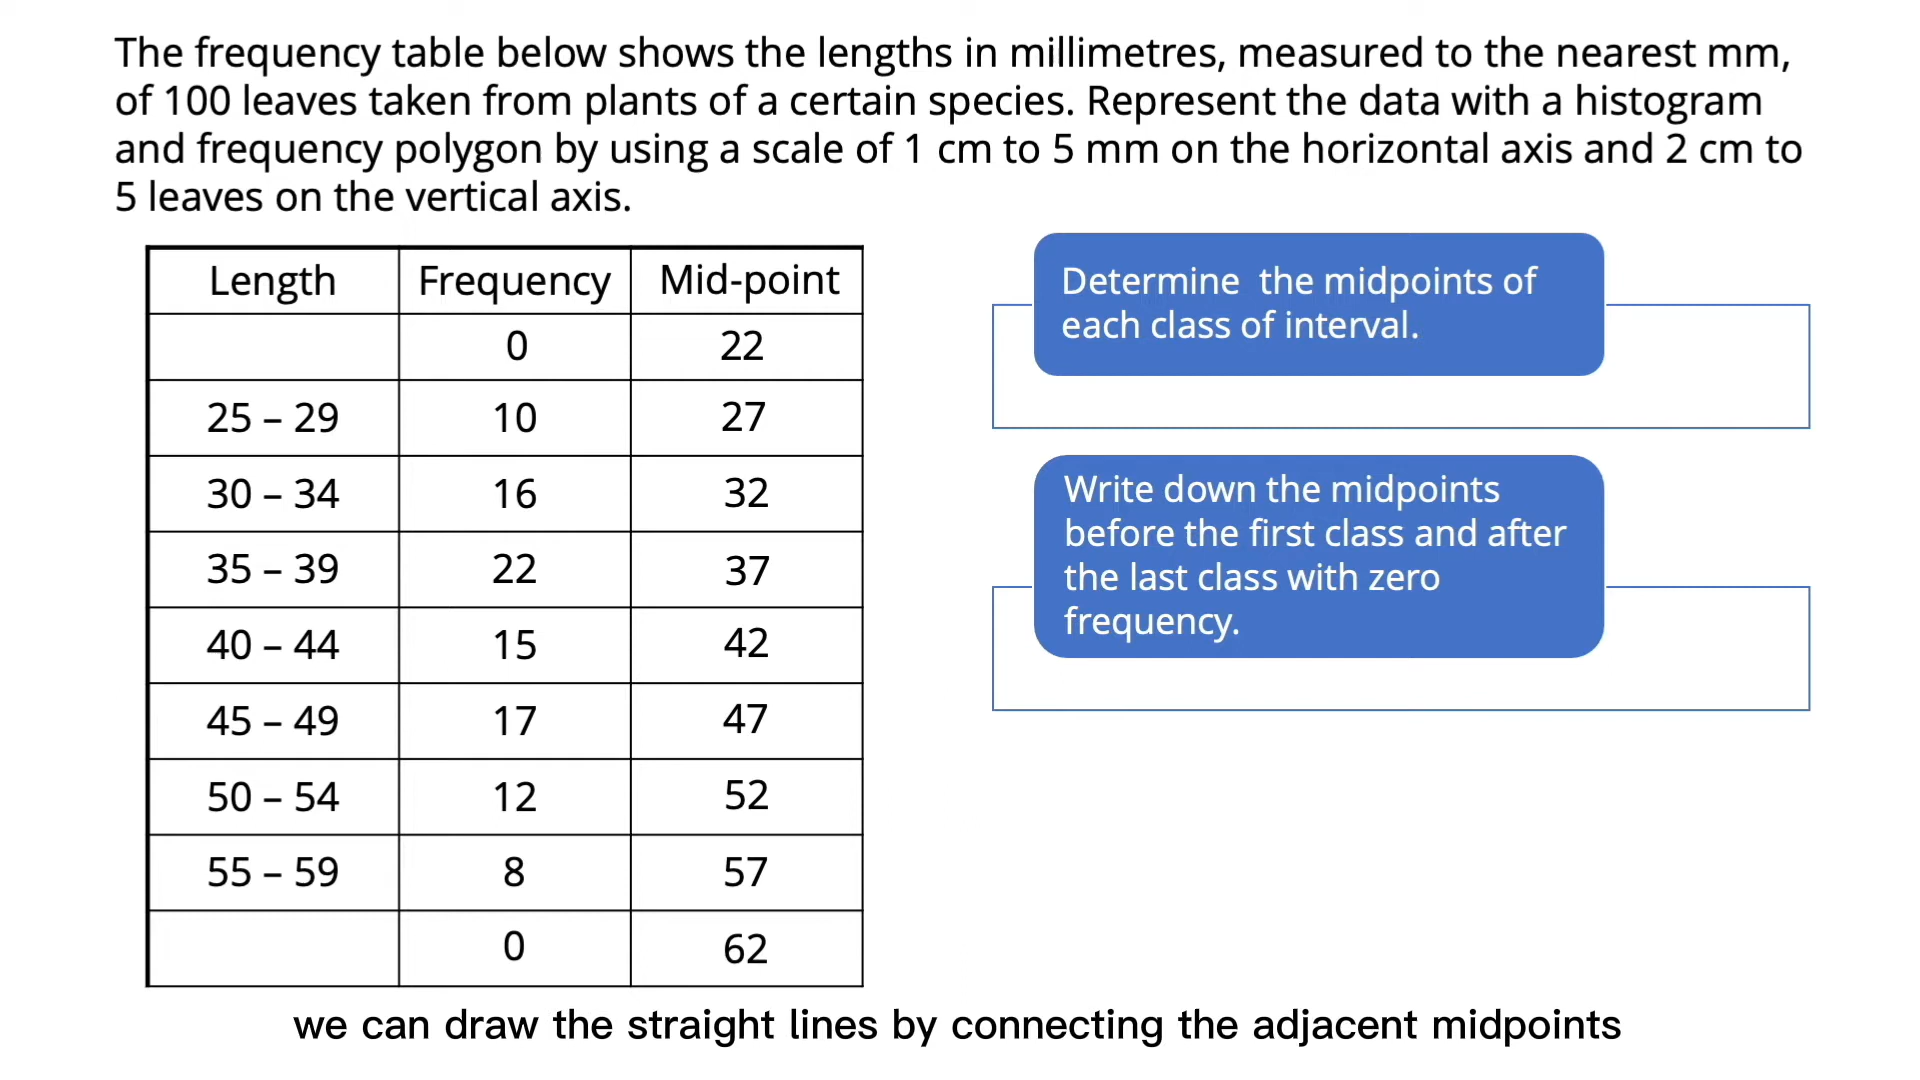 The frequency table below shows the lengths in millimetres, measured to the nearest mm,
of 100 leaves taken from plants of a certain species. Represent the data with a histogram
and frequency polygon by using a scale of 1 cm to 5 mm on the horizontal axis and 2 cm to
5 leaves on the vertical axis.
Length Frequency Mid-point
0 22
25 – 29 10 27
30 – 34 16 32
35 – 39 22 37
40 – 44 15 42
45 – 49 17 47
50 – 54 12 52
55 – 59 8 57
0 62
Determine the midpoints of
each class of interval.
Write down the midpoints
before the first class and after
the last class with zero
frequency.
we can draw the straight lines by connecting the adjacent midpoints